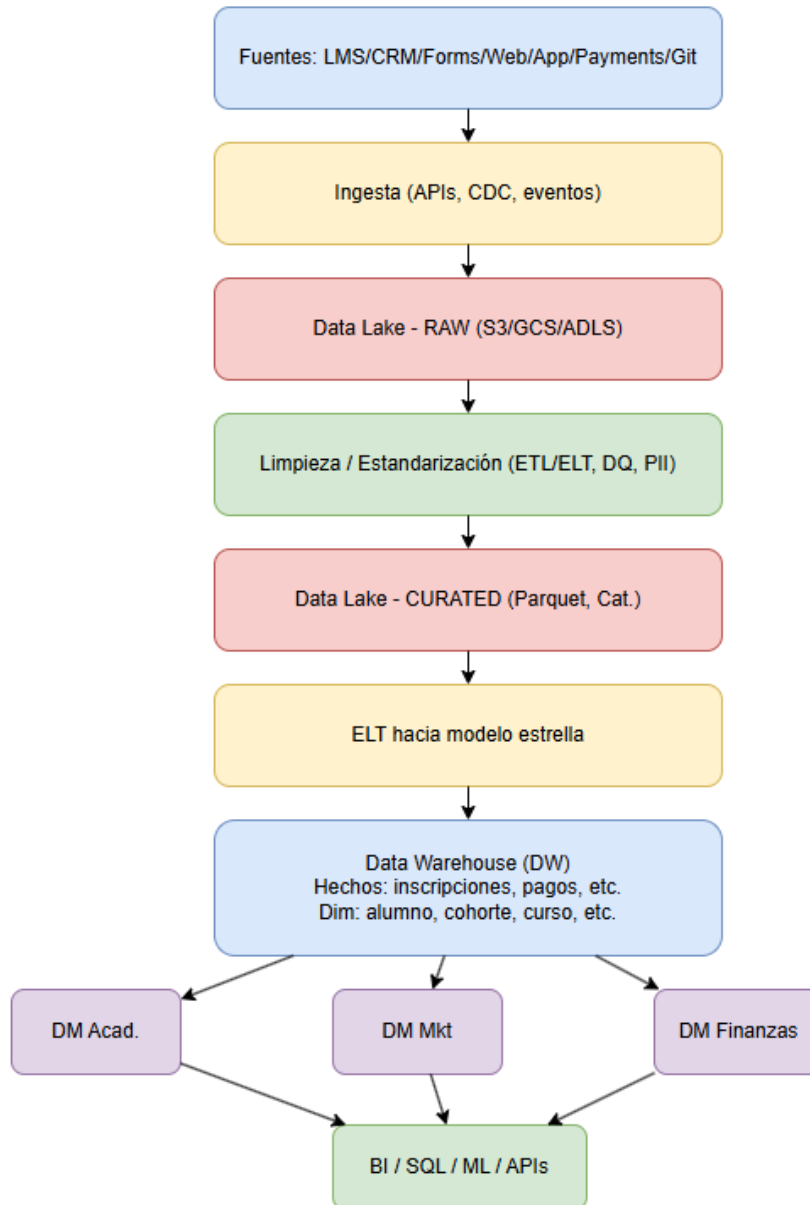 Fuentes: LMS/CRM/Forms/Web/App/Payments/Git
Ingesta (APIs, CDC, eventos)
Data Lake - RAW (S3/GCS/ADLS)
Limpieza / Estandarización (ETL/ELT, DQ, PII)
Data Lake - CURATED (Parquet, Cat.)
ELT hacia modelo estrella
Data Warehouse (DW)
Hechos: inscripciones, pagos, etc.
Dim: alumno, cohorte, curso, etc.
DM Acad.
DM Mkt
DM Finanzas
BI / SQL / ML / APIs